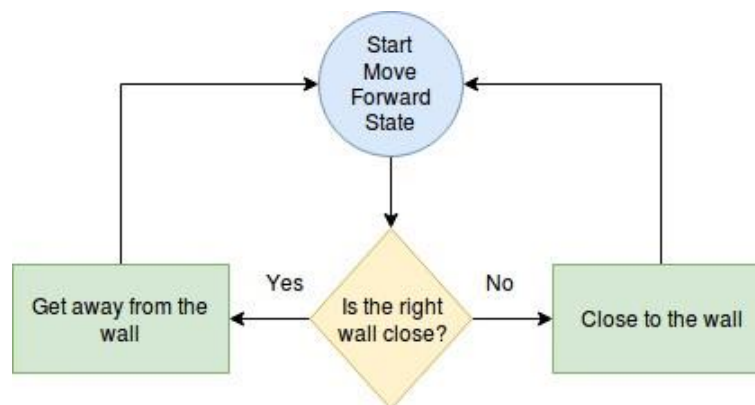 Start
Move
Forward
State
Yes
No
Get away from the
wall
Is the right
wall close?
Close to the wall